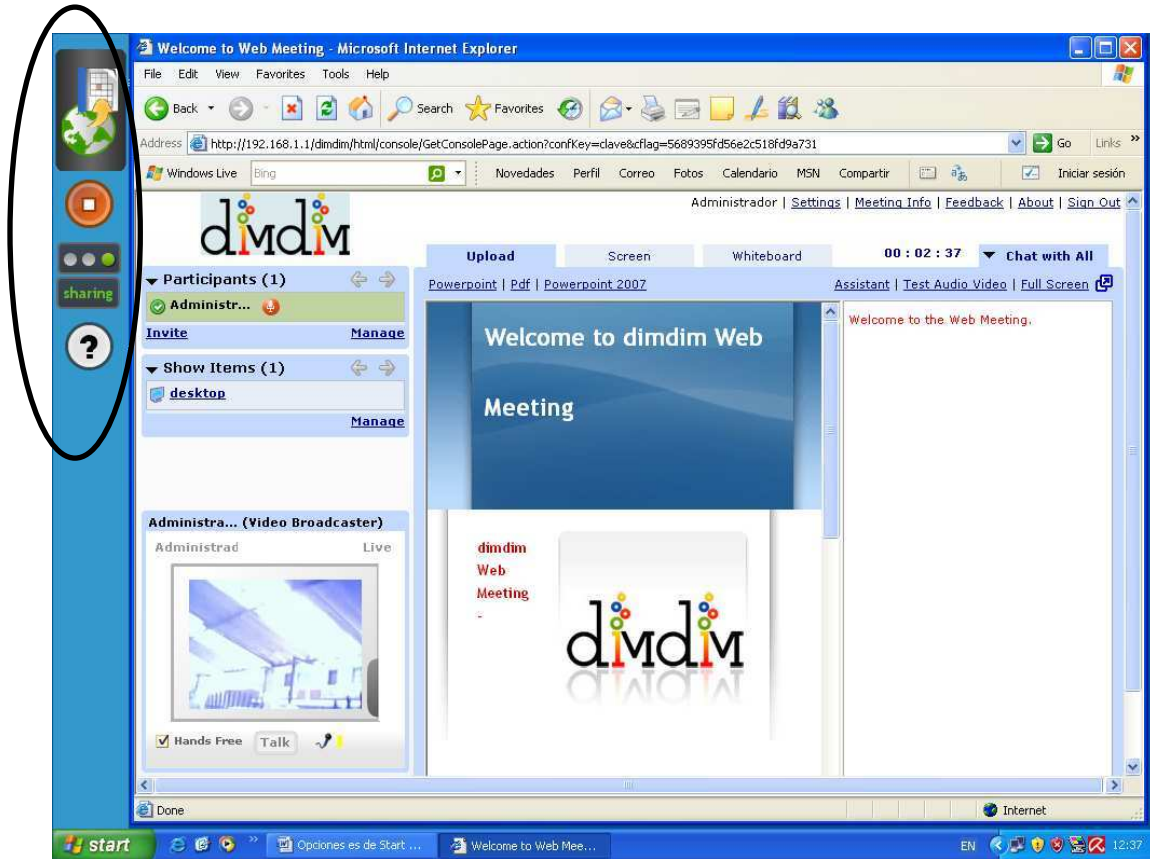 Welcome to Web Meeting - Microsoft Internet Explorer
File Edit View Favorites Tools Help
Back Search Favorites
Address http://192.168.1.1/dimdim/html/console/GetConsolePage.action?confKey=clave&cflag=5689395fd56e2c518fd9a731 Go Links »
Windows Live Bing Novedades Perfil Correo Fotos Calendario MSN Compartir Iniciar sesión
sharing
?
dimdim
Administrador | Settings | Meeting Info | Feedback | About | Sign Out
Upload Screen Whiteboard 00 : 02 : 37 Chat with All
Participants (1)
Powerpoint | Pdf | Powerpoint 2007 Assistant | Test Audio Video | Full Screen
Administr...
Invite Manage
Show Items (1)
desktop
Manage
Welcome to dimdim Web
Meeting
Welcome to the Web Meeting.
Administra... (Video Broadcaster)
Administrad Live
Hands Free Talk
dimdim
Web
Meeting
-
dimdim
Done Internet
start » Opciones es de Start ... Welcome to Web Mee... EN 12:37